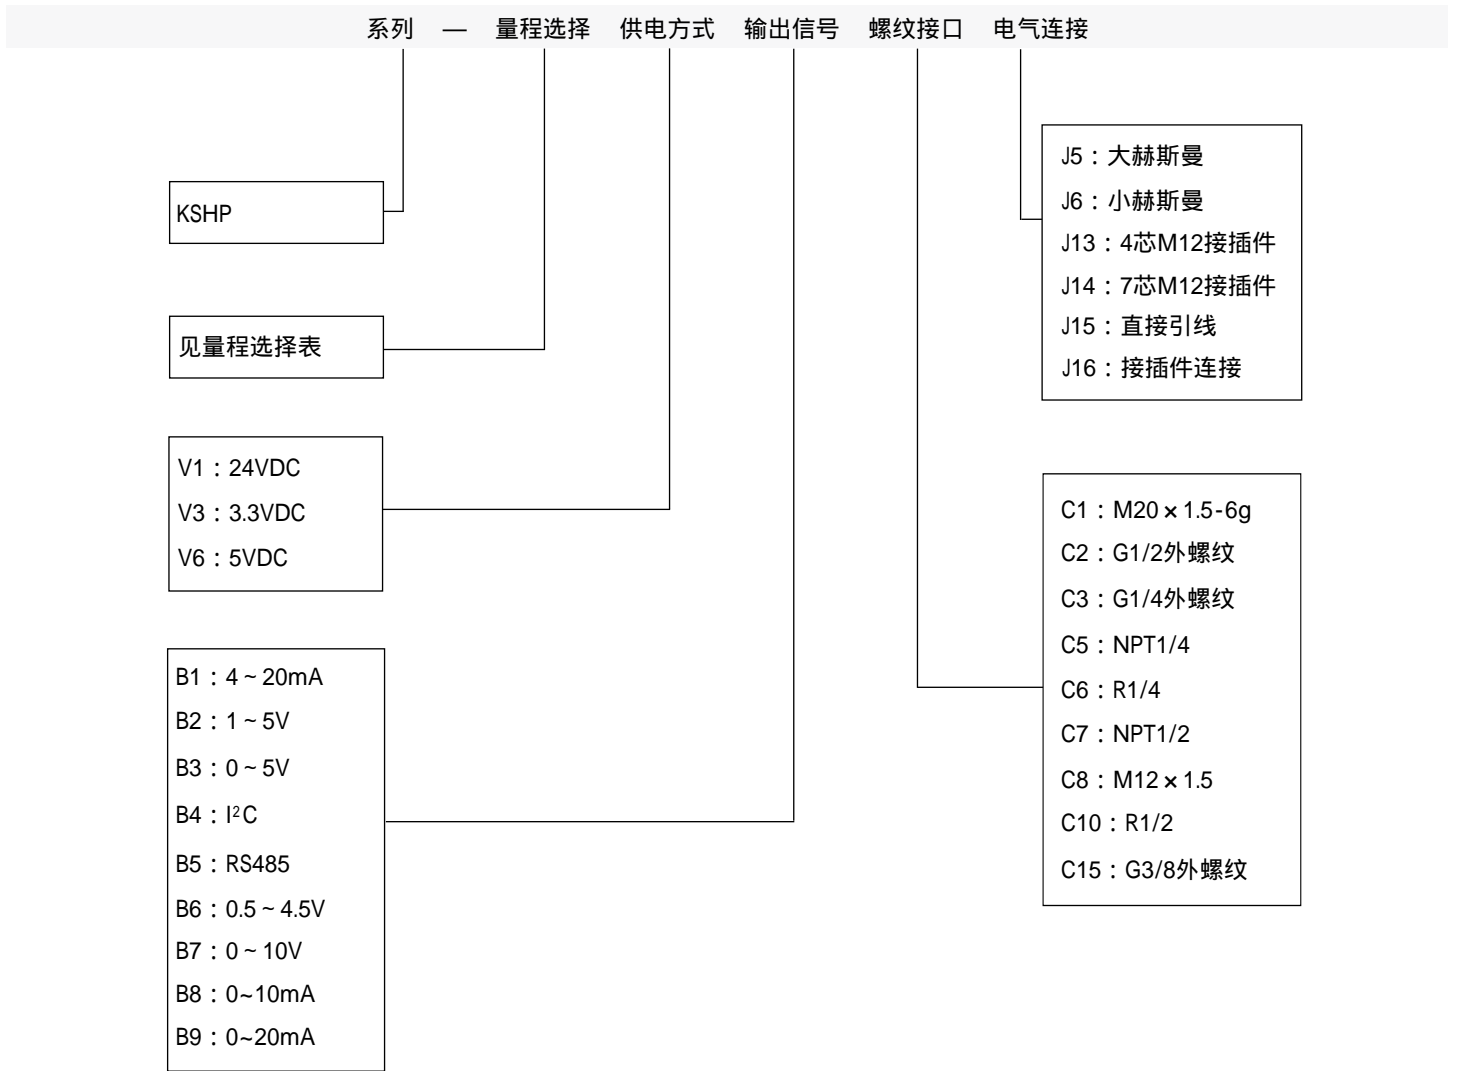 系列 — 量程选择 供电方式 输出信号 螺纹接口 电气连接
KSHP
见量程选择表
V1：24VDC
V3：3.3VDC
V6：5VDC
B1：4～20mA
B2：1～5V
B3：0～5V
B4：I²C
B5：RS485
B6：0.5～4.5V
B7：0～10V
B8：0~10mA
B9：0~20mA
J5：大赫斯曼
J6：小赫斯曼
J13：4芯M12接插件
J14：7芯M12接插件
J15：直接引线
J16：接插件连接
C1：M20×1.5-6g
C2：G1/2外螺纹
C3：G1/4外螺纹
C5：NPT1/4
C6：R1/4
C7：NPT1/2
C8：M12×1.5
C10：R1/2
C15：G3/8外螺纹